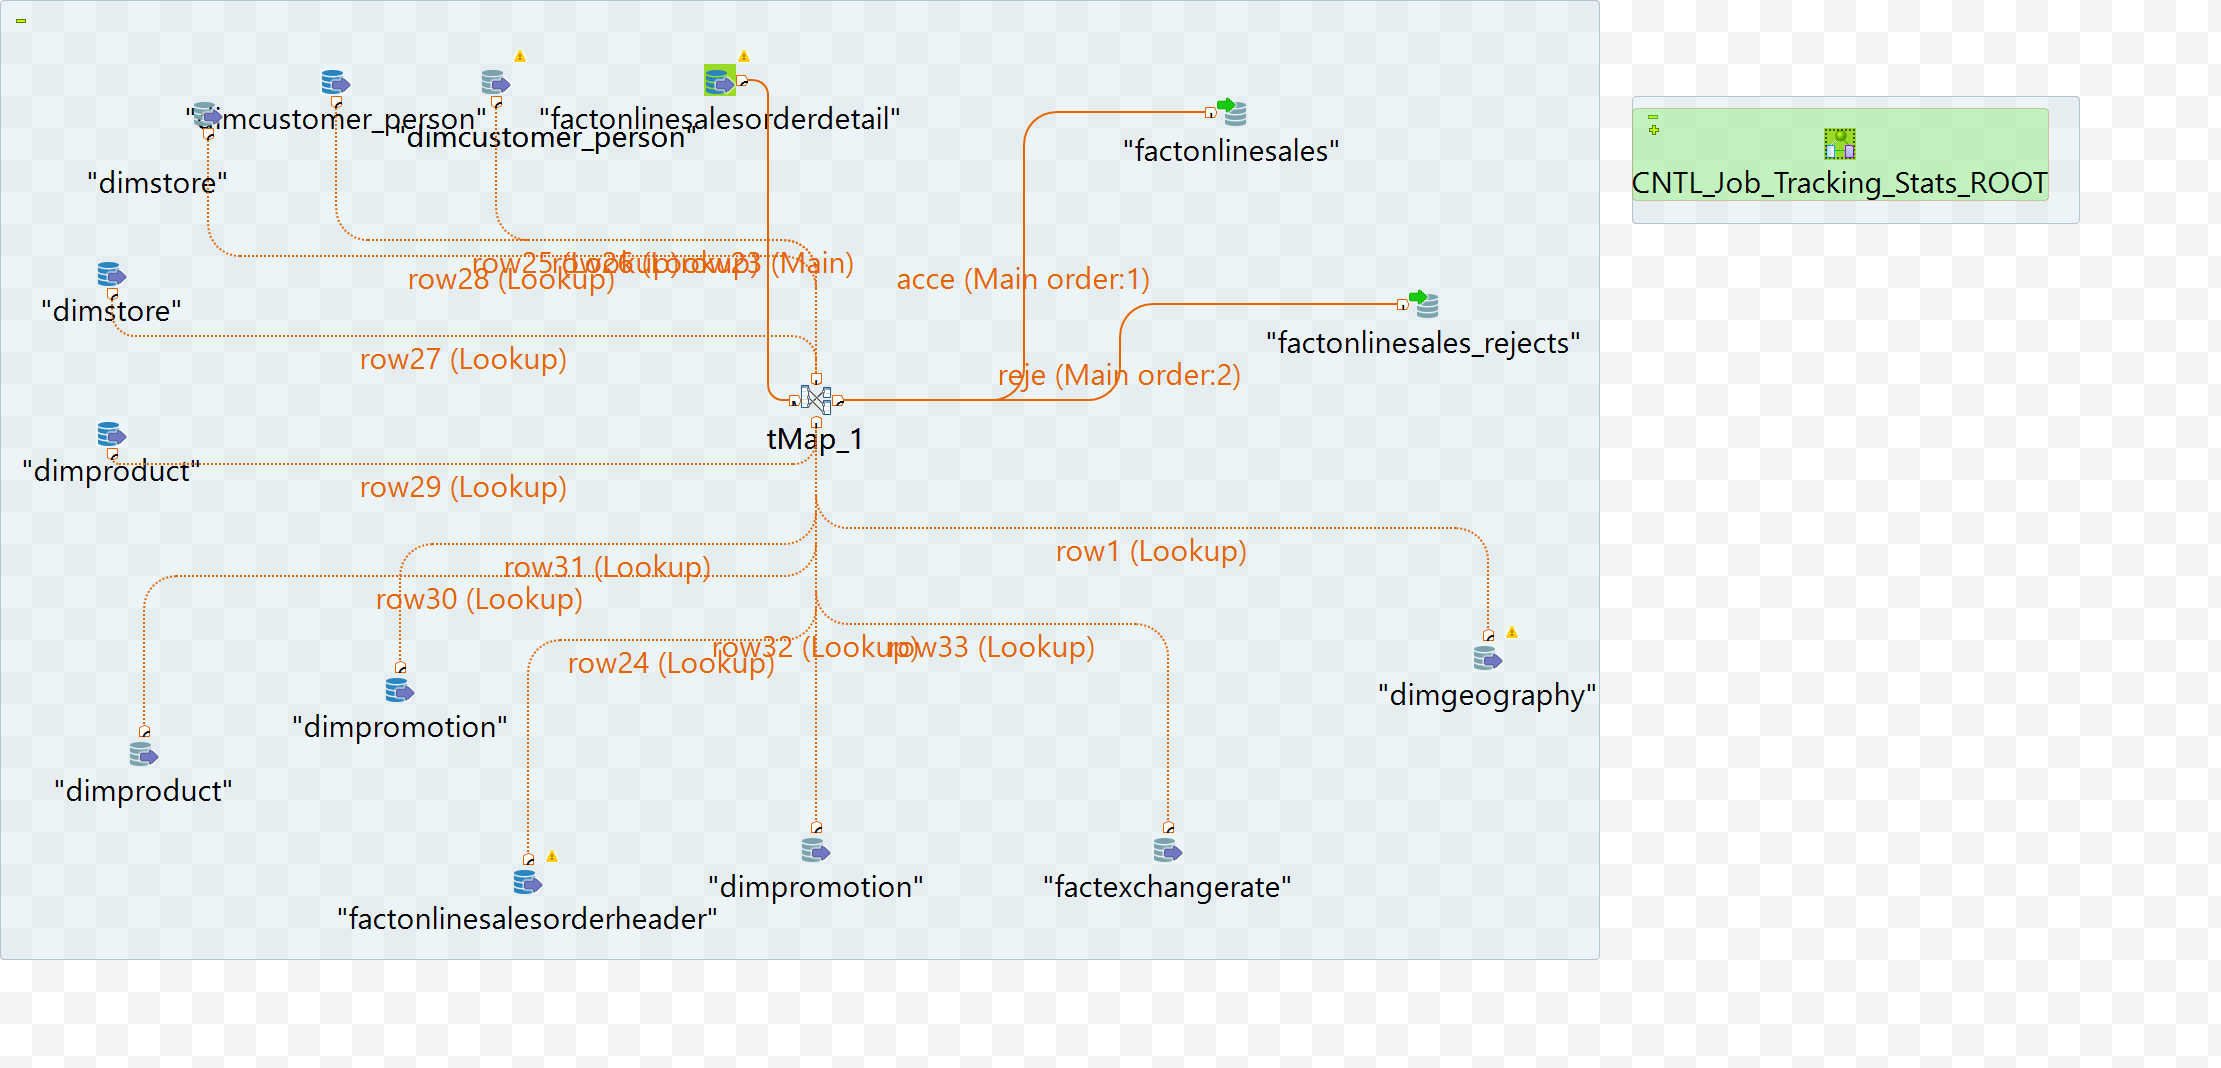 "dimcustomer_person"
"dimcustomer_person"
"factonlinesalesorderdetail"
"factonlinesales"
"dimstore"
CNTL_Job_Tracking_Stats_ROOT
row25 (Lookup)
row26 (Lookup)
row23 (Main)
row28 (Lookup)
acce (Main order:1)
"dimstore"
"factonlinesales_rejects"
row27 (Lookup)
reje (Main order:2)
tMap_1
"dimproduct"
row29 (Lookup)
row1 (Lookup)
row31 (Lookup)
row30 (Lookup)
row32 (Lookup)
row33 (Lookup)
row24 (Lookup)
"dimgeography"
"dimpromotion"
"dimproduct"
"dimpromotion"
"factexchangerate"
"factonlinesalesorderheader"